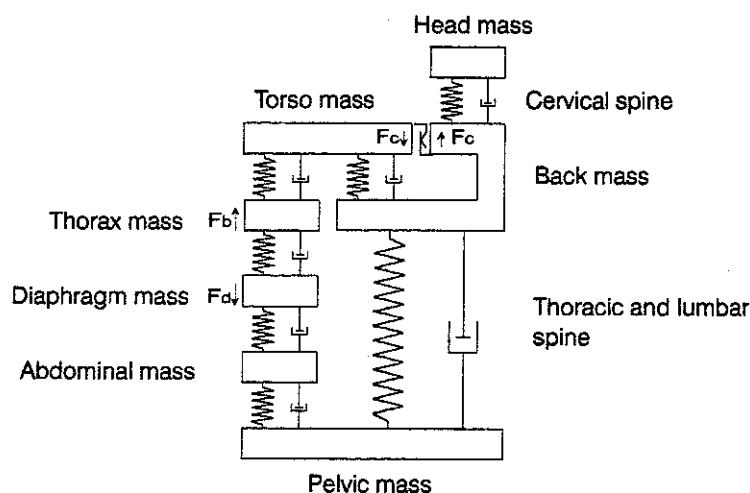 Head mass
Torso mass
Cervical spine
Fc
Fc
Back mass
Thorax mass
Fb
Diaphragm mass
Fd
Thoracic and lumbar
spine
Abdominal mass
Pelvic mass